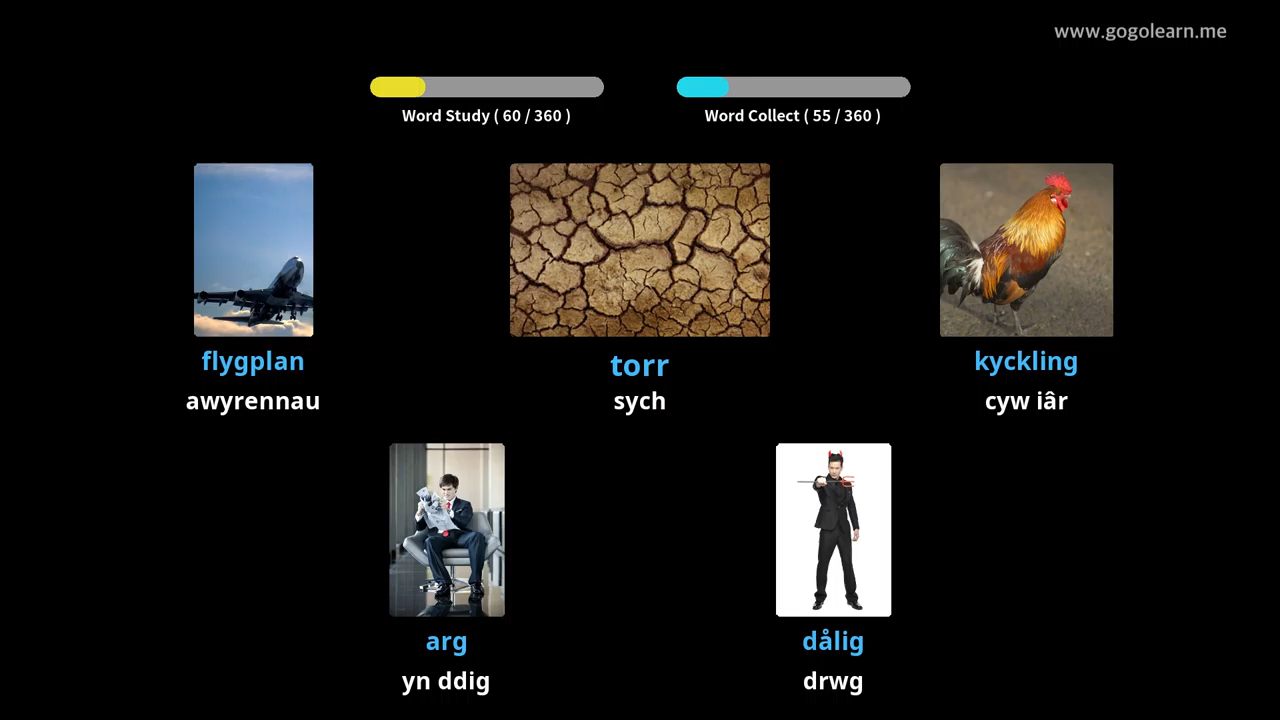 www.gogolearn.me
Word Study ( 60 / 360 )
Word Collect ( 55 / 360 )
flygplan
awyrennau
torr
sych
kyckling
cyw iâr
arg
yn ddig
dålig
drwg